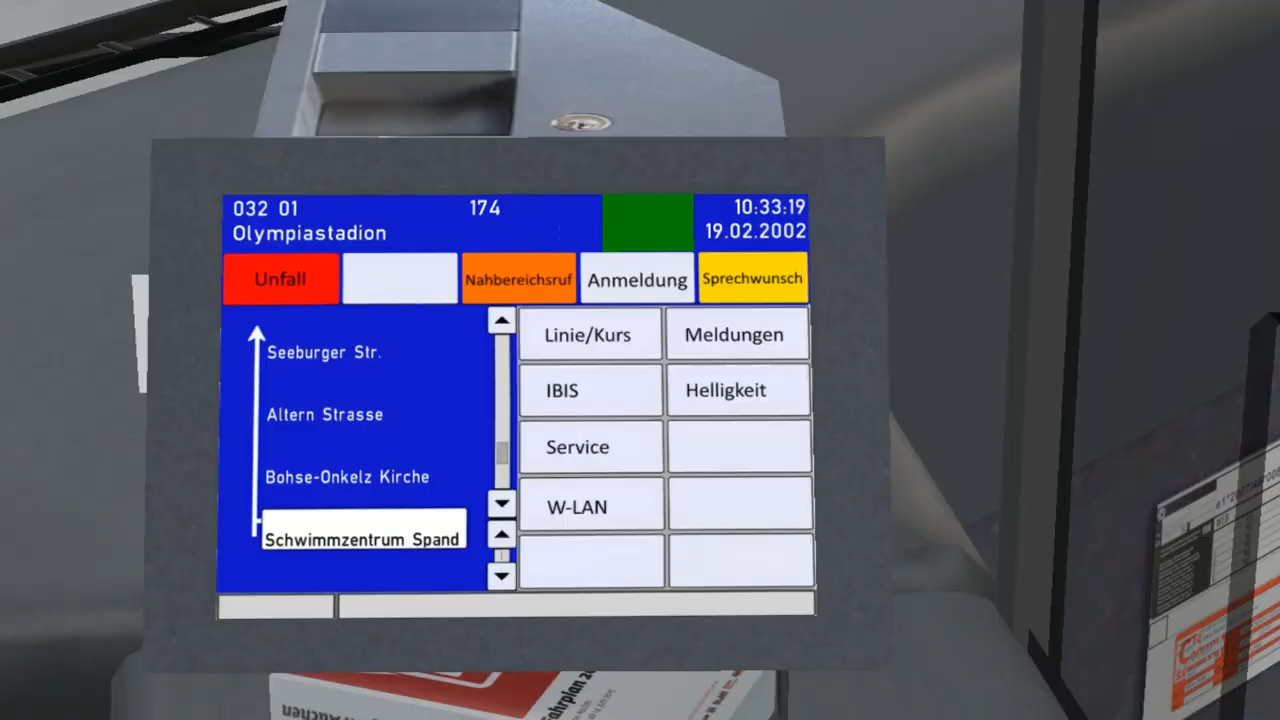 032 01
174
10:33:19
Olympiastadion
19.02.2002
Unfall
Nahbereichsruf
Anmeldung
Sprechwunsch
Seeburger Str.
Altern Strasse
Bohse-Onkelz Kirche
Schwimmzentrum Spand
Linie/Kurs
Meldungen
IBIS
Helligkeit
Service
W-LAN